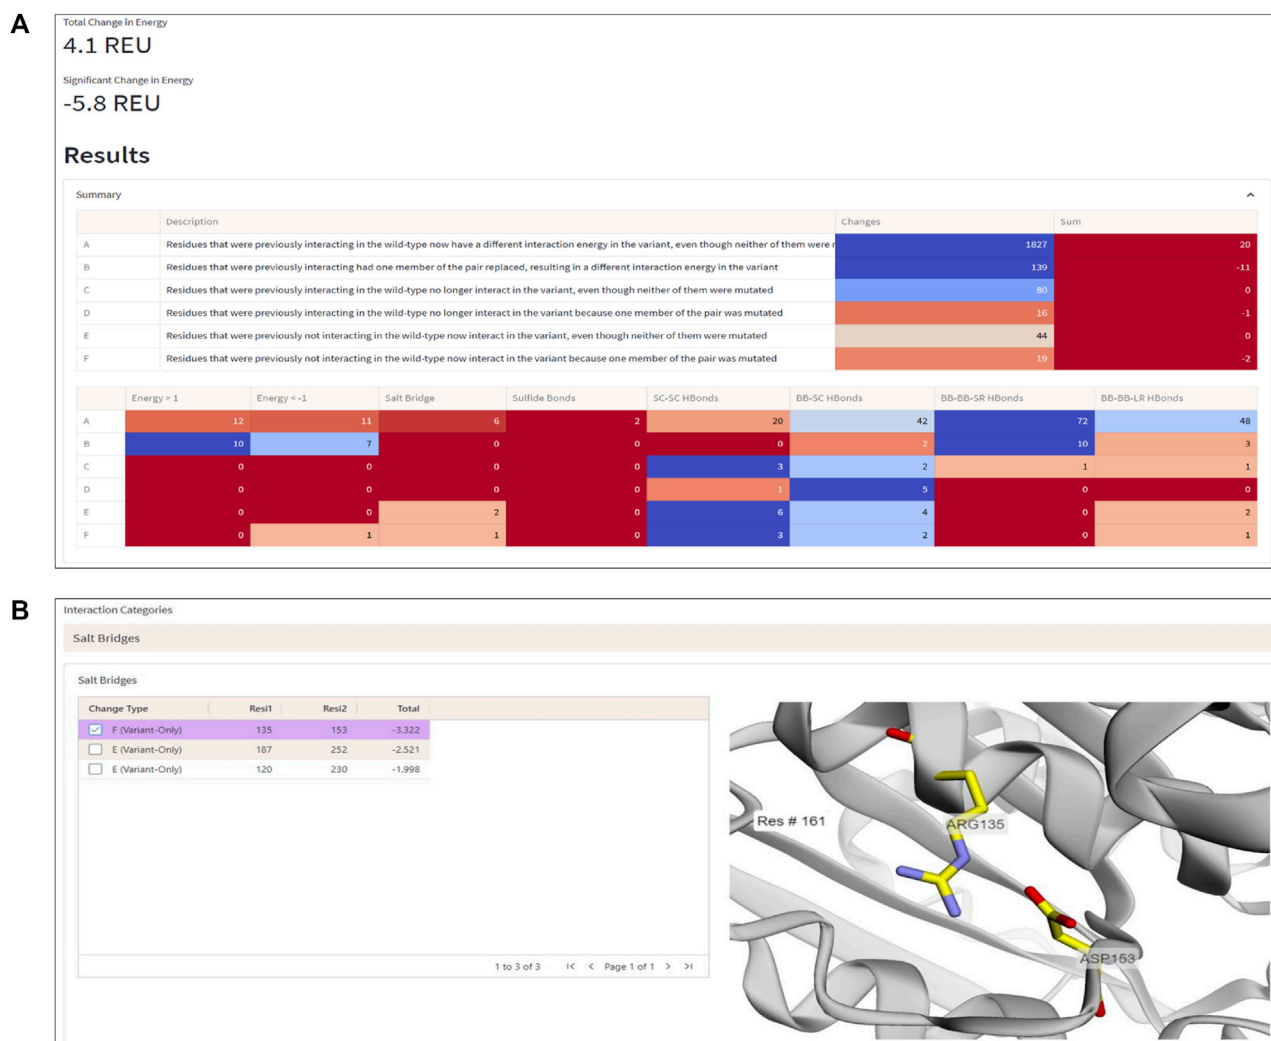 A
Total Change in Energy
4.1 REU
Significant Change in Energy
-5.8 REU
Results
Summary
Description Changes Sum
A Residues that were previously interacting in the wild-type now have a different interaction energy in the variant, even though neither of them were 1827 20
B Residues that were previously interacting had one member of the pair replaced, resulting in a different interaction energy in the variant 139 -11
C Residues that were previously interacting in the wild-type no longer interact in the variant, even though neither of them were mutated 80 0
D Residues that were previously interacting in the wild-type no longer interact in the variant because one member of the pair was mutated 16 -1
E Residues that were previously not interacting in the wild-type now interact in the variant, even though neither of them were mutated 44 0
F Residues that were previously not interacting in the wild-type now interact in the variant because one member of the pair was mutated 19 -2
Energy > 1 Energy < -1 Salt Bridge Sulfide Bonds SC-SC HBonds BB-SC HBonds BB-BB-SR HBonds BB-BB-LR HBonds
A 12 11 6 2 20 42 72 48
B 10 7 0 0 0 2 10 3
C 0 0 0 0 3 2 1 1
D 0 0 0 0 1 5 0 0
E 0 0 2 0 6 4 0 2
F 0 1 1 0 3 2 0 1
B
Interaction Categories
Salt Bridges
Salt Bridges
Change Type Resi1 Resi2 Total
F (Variant-Only) 135 153 -3.322
E (Variant-Only) 187 252 -2.521
E (Variant-Only) 120 230 -1.998
1 to 3 of 3 Page 1 of 1
Res # 161
ARG135
ASP153